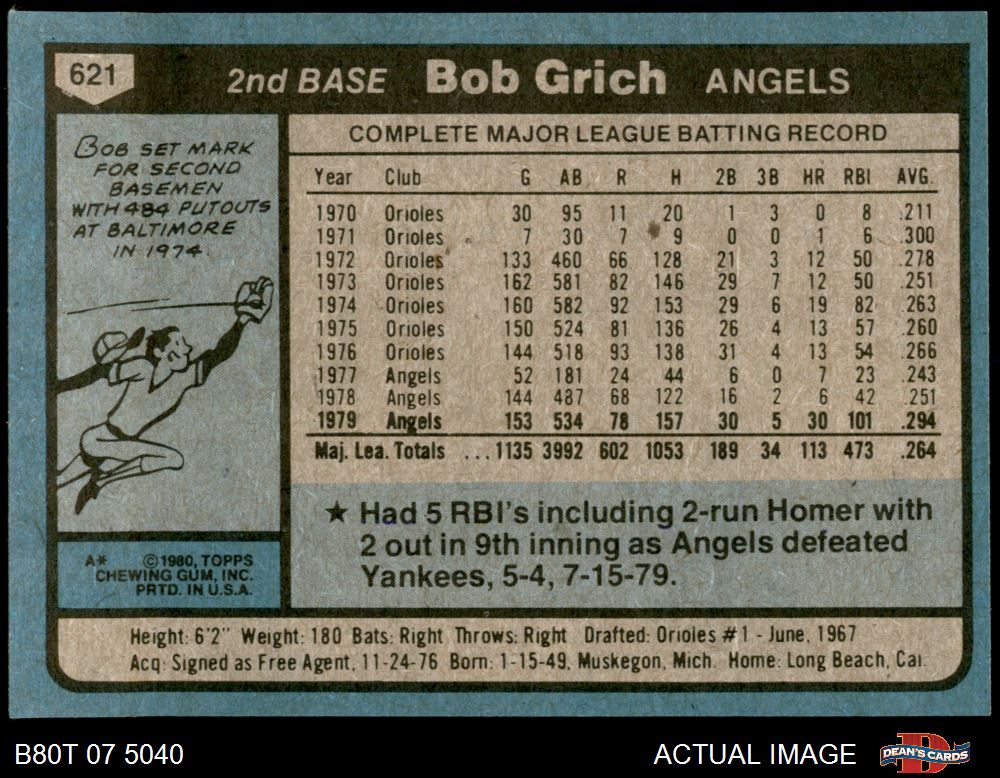 621 2nd BASE Bob Grich ANGELS
BOB SET MARK
FOR SECOND
BASEMEN
WITH 484 PUTOUTS
AT BALTIMORE
IN 1974.
COMPLETE MAJOR LEAGUE BATTING RECORD
Year Club G AB R H 2B 3B HR RBI AVG.
1970 Orioles 30 95 11 20 1 3 0 8 .211
1971 Orioles 7 30 7 9 0 0 1 6 .300
1972 Orioles 133 460 66 128 21 3 12 50 .278
1973 Orioles 162 581 82 146 29 7 12 50 .251
1974 Orioles 160 582 92 153 29 6 19 82 .263
1975 Orioles 150 524 81 136 26 4 13 57 .260
1976 Orioles 144 518 93 138 31 4 13 54 .266
1977 Angels 52 181 24 44 6 0 7 23 .243
1978 Angels 144 487 68 122 16 2 6 42 .251
1979 Angels 153 534 78 157 30 5 30 101 .294
Maj. Lea. Totals ...1135 3992 602 1053 189 34 113 473 .264
★ Had 5 RBI's including 2-run Homer with
2 out in 9th inning as Angels defeated
Yankees, 5-4, 7-15-79.
A* ©1980, TOPPS
CHEWING GUM, INC.
PRTD. IN U.S.A.
Height: 6'2" Weight: 180 Bats: Right Throws: Right Drafted: Orioles #1 - June, 1967
Acq: Signed as Free Agent, 11-24-76 Born: 1-15-49, Muskegon, Mich. Home: Long Beach, Cal.
B80T 07 5040 ACTUAL IMAGE DEAN'S CARDS